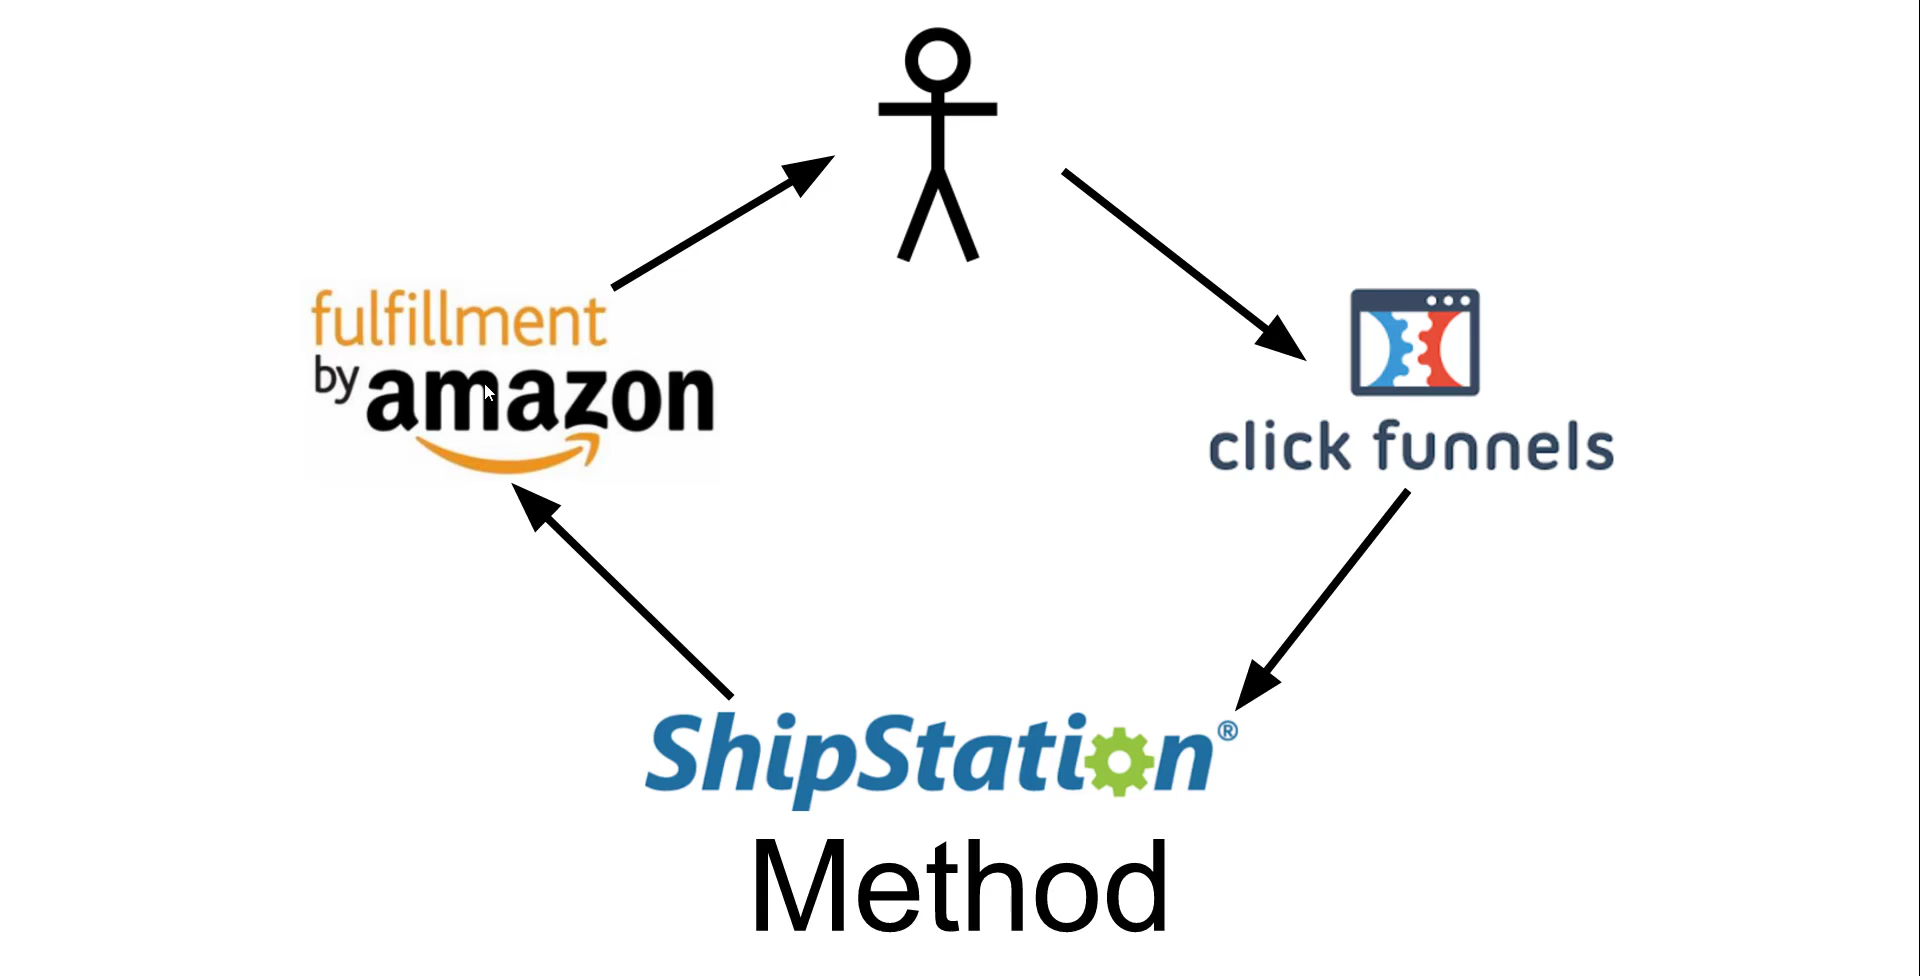 fulfillment
by amazon
click funnels
ShipStation®
Method